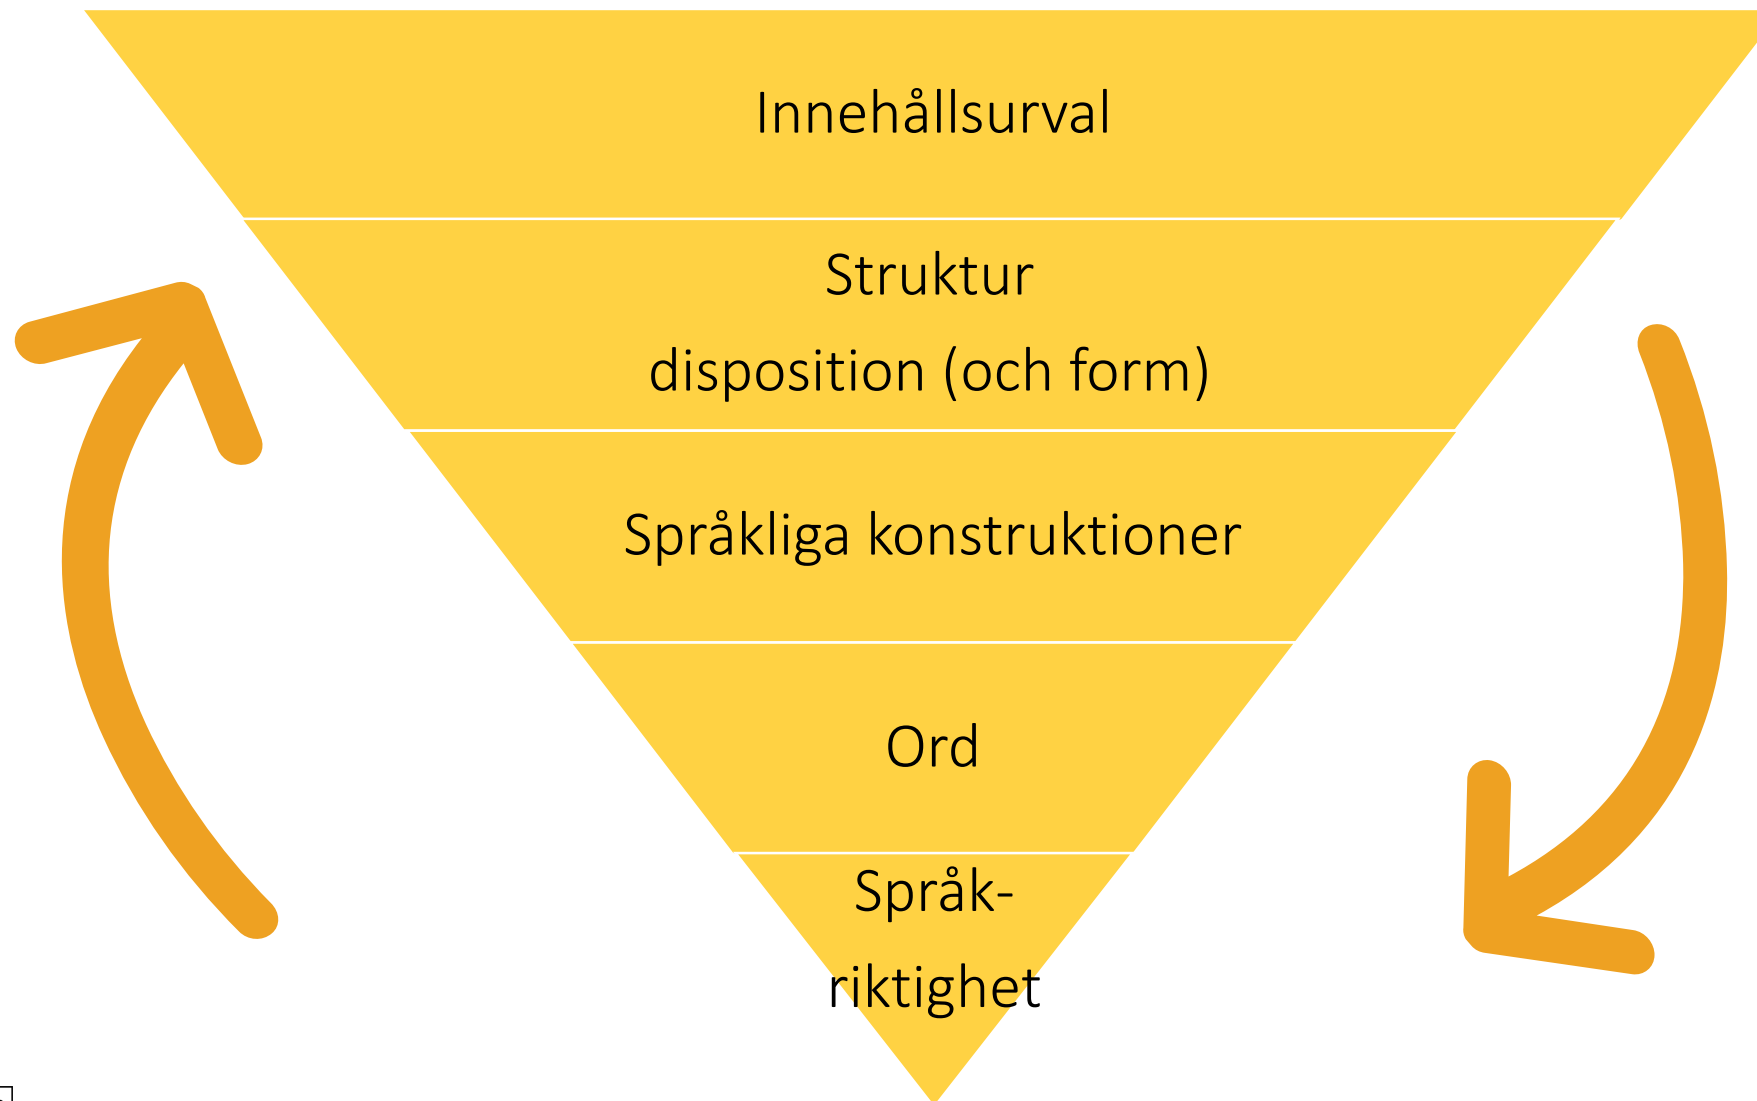 Innehållsurval
Struktur
disposition (och form)
Språkliga konstruktioner
Ord
Språk-
riktighet